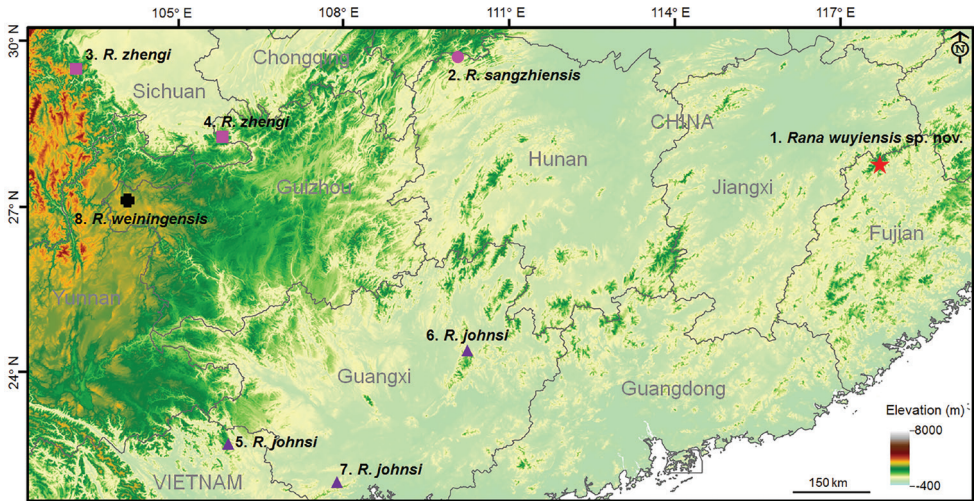 105°E 108°E 111°E 114°E 117°E
30°N
N
3. R. zhengi
Chongqing
2. R. sangzhiensis
Sichuan
4. R. zhengi
CHINA
1. Rana wuyiensis sp. nov.
Hunan
Guizhou
Jiangxi
27°N
8. R. weiningensis
Fujian
Yunnan
6. R. johnsi
24°N
Guangxi
Guangdong
Elevation (m)
8000
5. R. johnsi
7. R. johnsi
VIETNAM
150 km
-400